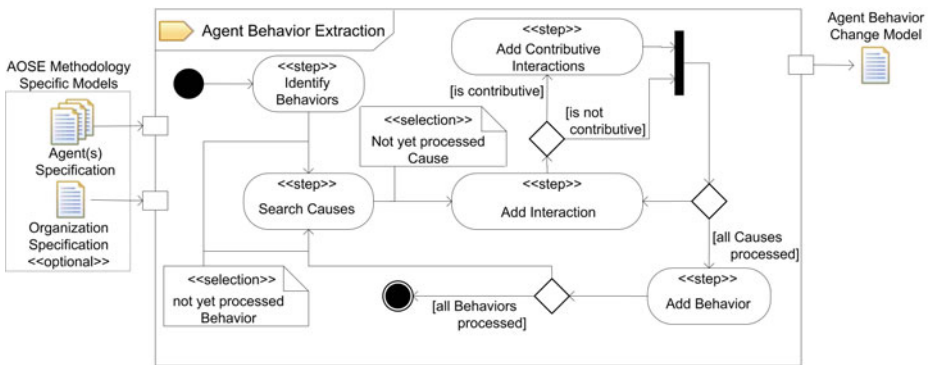 Agent Behavior Extraction
Agent Behavior
Change Model
AOSE Methodology
Specific Models
Agent(s)
Specification
Organization
Specification
<<optional>>
<<step>>
Identify
Behaviors
<<selection>>
Not yet processed
Cause
<<step>>
Add Contributive
Interactions
[is contributive]
[is not
contributive]
<<step>>
Search Causes
<<step>>
Add Interaction
[all Causes
processed]
<<selection>>
not yet processed
Behavior
[all Behaviors
processed]
<<step>>
Add Behavior